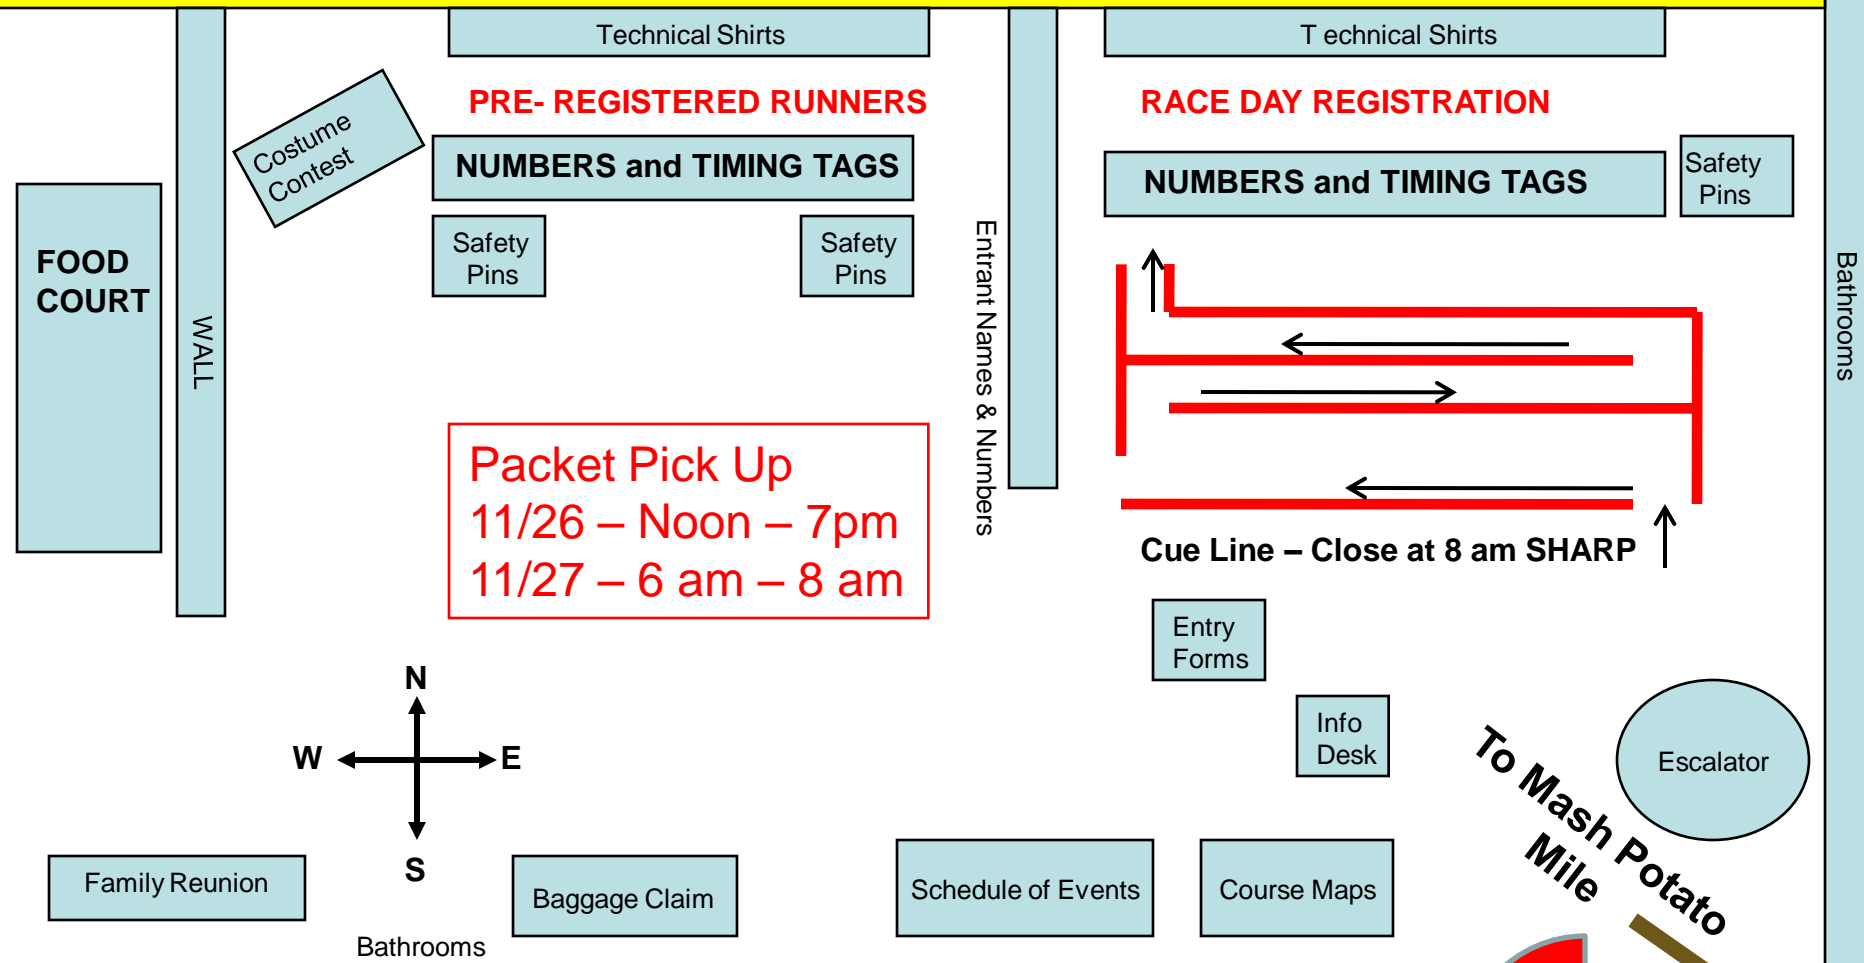 Technical Shirts
T echnical Shirts
PRE- REGISTERED RUNNERS
RACE DAY REGISTRATION
Costume
Contest
NUMBERS and TIMING TAGS
NUMBERS and TIMING TAGS
Safety
Pins
Safety
Pins
Safety
Pins
FOOD
COURT
WALL
Entrant Names & Numbers
Bathrooms
Packet Pick Up
11/26 – Noon – 7pm
11/27 – 6 am – 8 am
Cue Line – Close at 8 am SHARP
Entry
Forms
Info
Desk
Escalator
To Mash Potato
Mile
N
W
E
S
Family Reunion
Baggage Claim
Schedule of Events
Course Maps
Bathrooms